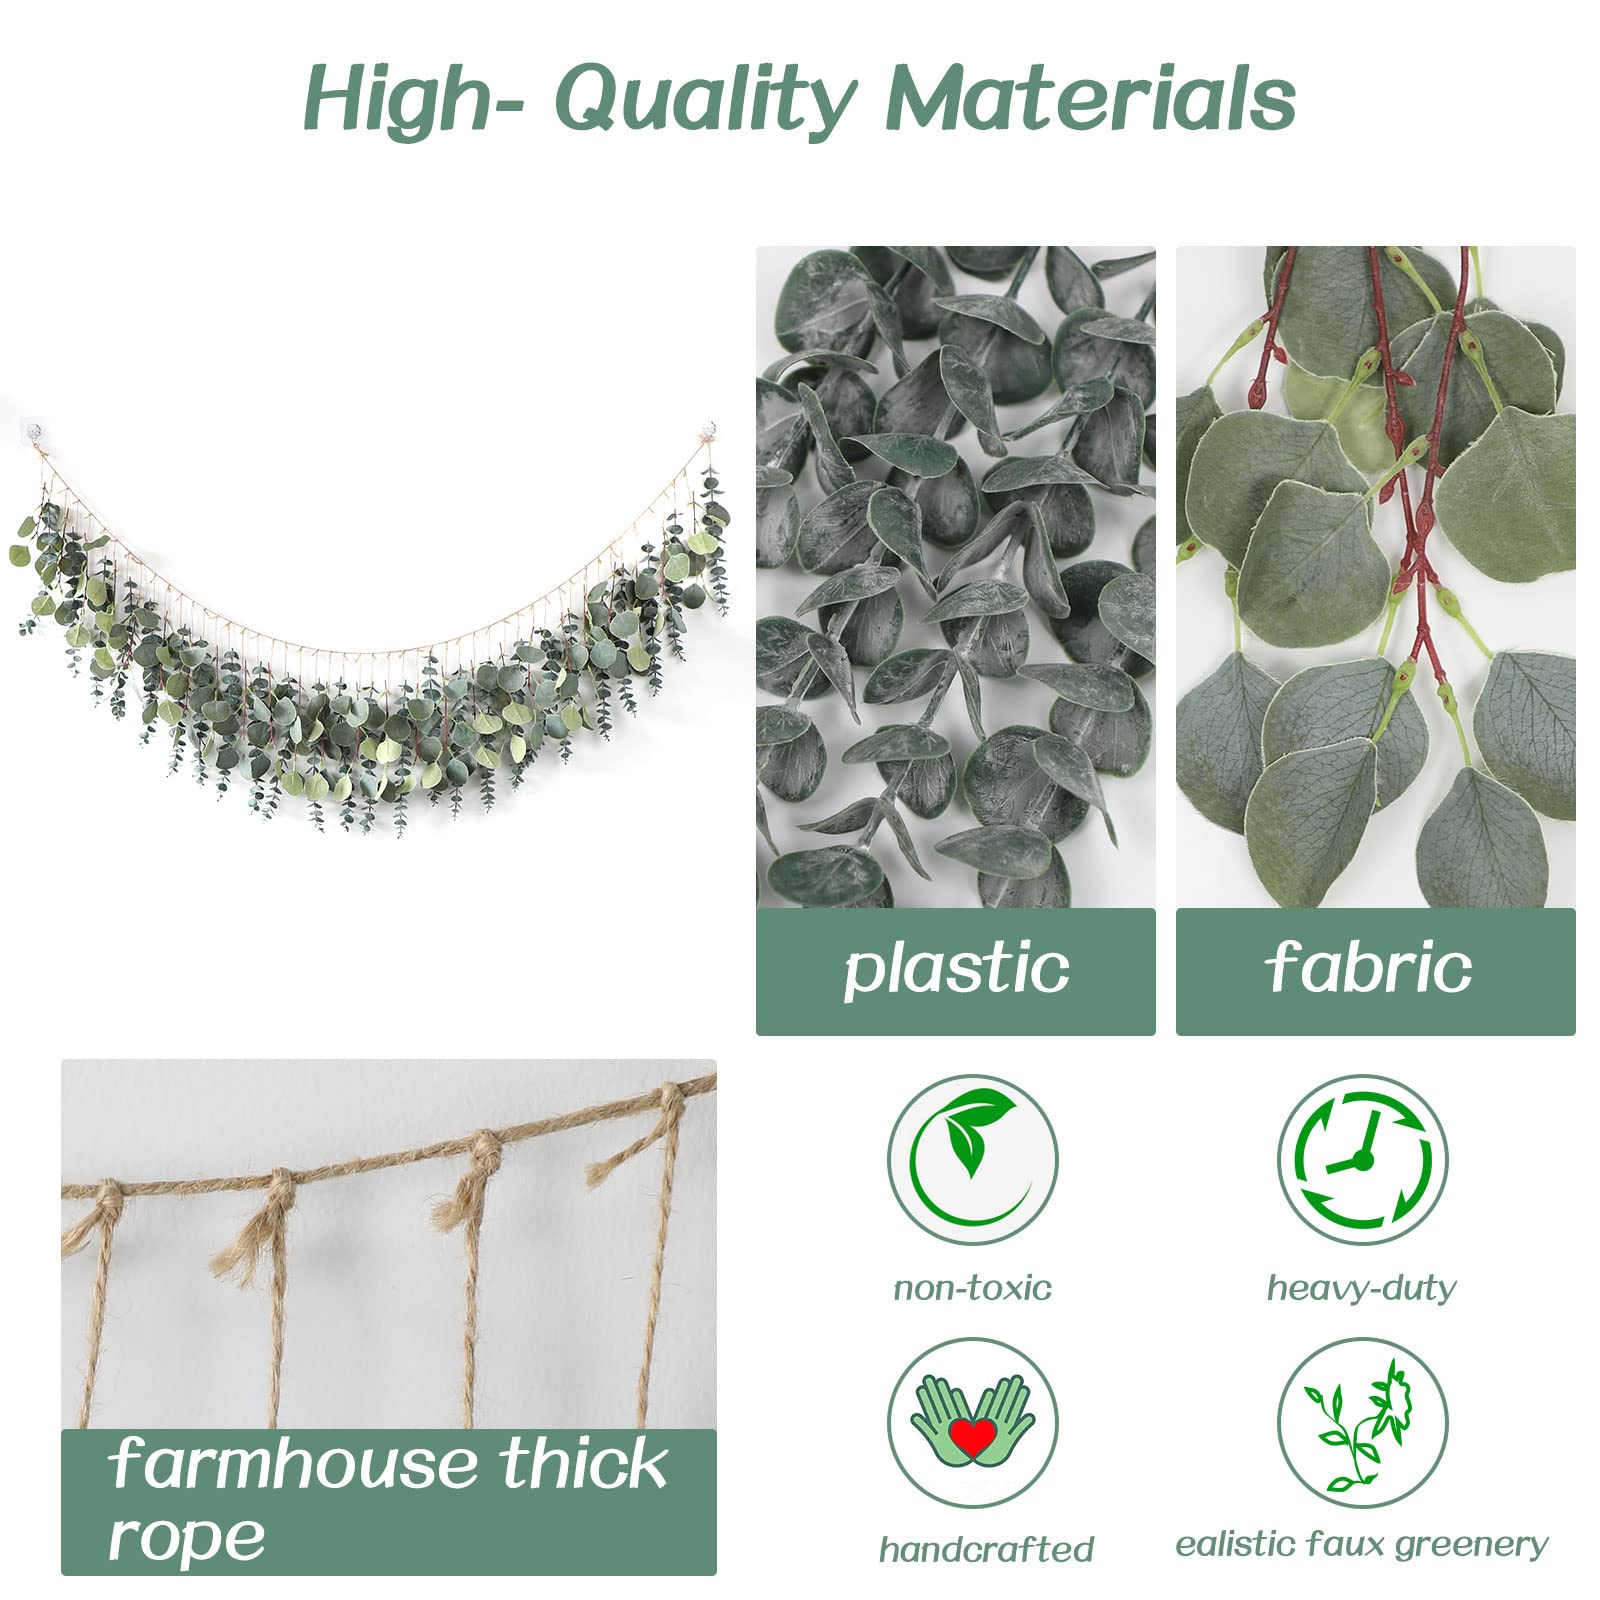 High- Quality Materials
plastic
fabric
farmhouse thick
rope
non-toxic
heavy-duty
handcrafted
ealistic faux greenery